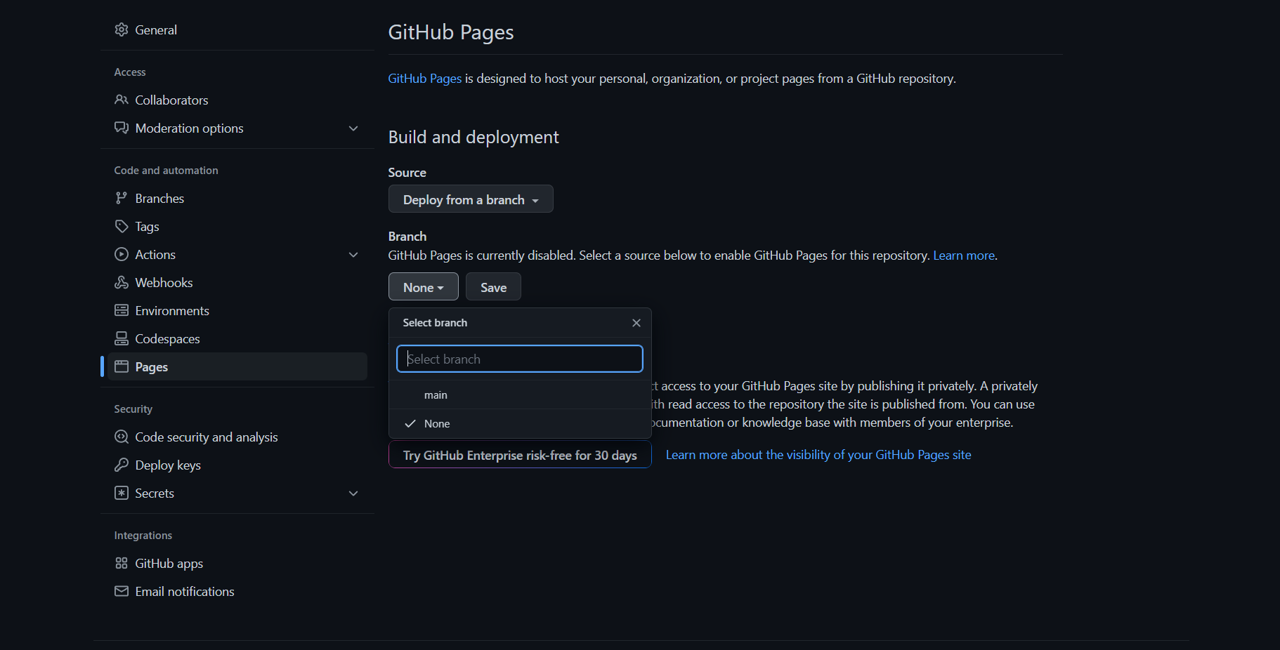 General
Access
Collaborators
Moderation options
Code and automation
Branches
Tags
Actions
Webhooks
Environments
Codespaces
Pages
Security
Code security and analysis
Deploy keys
Secrets
Integrations
GitHub apps
Email notifications
GitHub Pages
GitHub Pages is designed to host your personal, organization, or project pages from a GitHub repository.
Build and deployment
Source
Deploy from a branch
Branch
GitHub Pages is currently disabled. Select a source below to enable GitHub Pages for this repository. Learn more.
None Save
Select branch
Select branch
main
None
access to your GitHub Pages site by publishing it privately. A privately
with read access to the repository the site is published from. You can use
documentation or knowledge base with members of your enterprise.
Try GitHub Enterprise risk-free for 30 days Learn more about the visibility of your GitHub Pages site